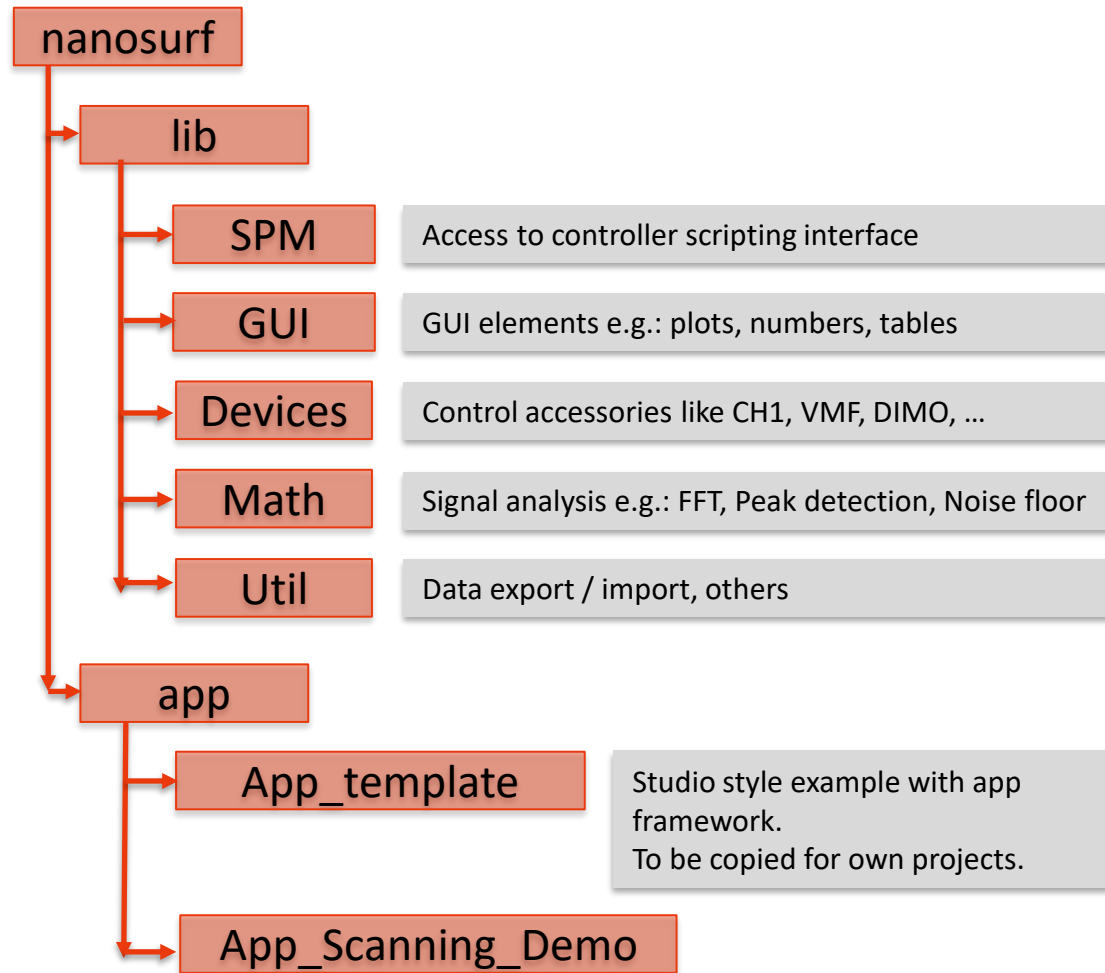 nanosurf
lib
SPM
Access to controller scripting interface
GUI
GUI elements e.g.: plots, numbers, tables
Devices
Control accessories like CH1, VMF, DIMO, ...
Math
Signal analysis e.g.: FFT, Peak detection, Noise floor
Util
Data export / import, others
app
App_template
Studio style example with app
framework.
To be copied for own projects.
App_Scanning_Demo